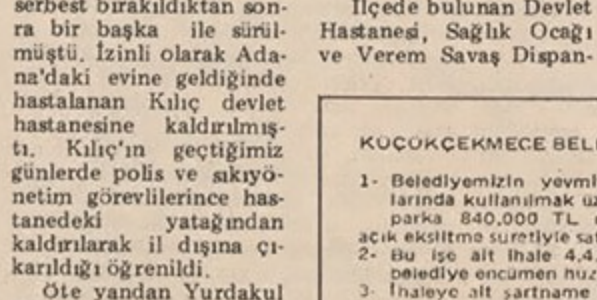 serbest bırakıldıktan son-
ra bir başka ile sürül-
müştü. İzinli olarak Ada-
na'daki evine geldiğinde
hastalanan Kılıç devlet
hastanesine kaldırılmış-
tı. Kılıç'ın geçtiğimiz
günlerde polis ve sıkıyö-
netim görevlilerince has-
tanedeki yatağından
kaldırılarak il dışına çı-
karıldığı öğrenildi.
Öte yandan Yurdakul
İlçede bulunan Devlet
Hastanesi, Sağlık Ocağı
ve Verem Savaş Dispan-
KÜÇÜKÇEKMECE BEL
1- Belediyemizin yevmi
larında kullanılmak üz
parka 840.000 TL
açık eksiltme suretiyle sa
2- Bu işe ait ihale 4.4.
belediye encümen huz
3- İhaleye ait şartname